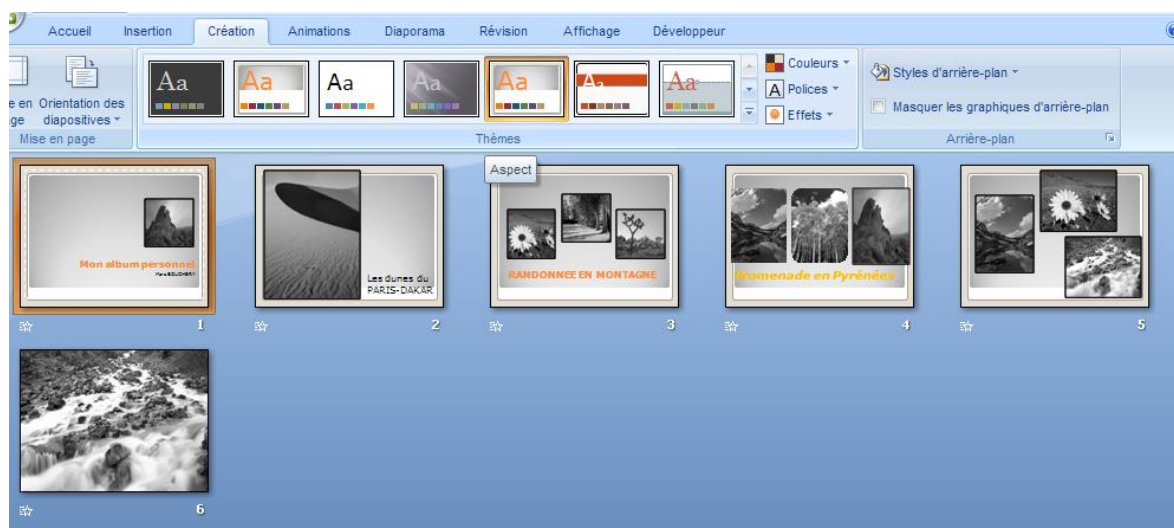 Accueil Insertion Création Animations Diaporama Révision Affichage Développeur
Aa Aa Aa Aa Aa Aa Aa
Couleurs
Polices
Effets
Styles d'arrière-plan
Masquer les graphiques d'arrière-plan
e en Orientation des
ge diapositives
Mise en page Thèmes Arrière-plan
Aspect
Mon album personnel
Les dunes du
PARIS-DAKAR
RANDONNEE EN MONTAGNE
Promenade en Pyrénées
1 2 3 4 5
6